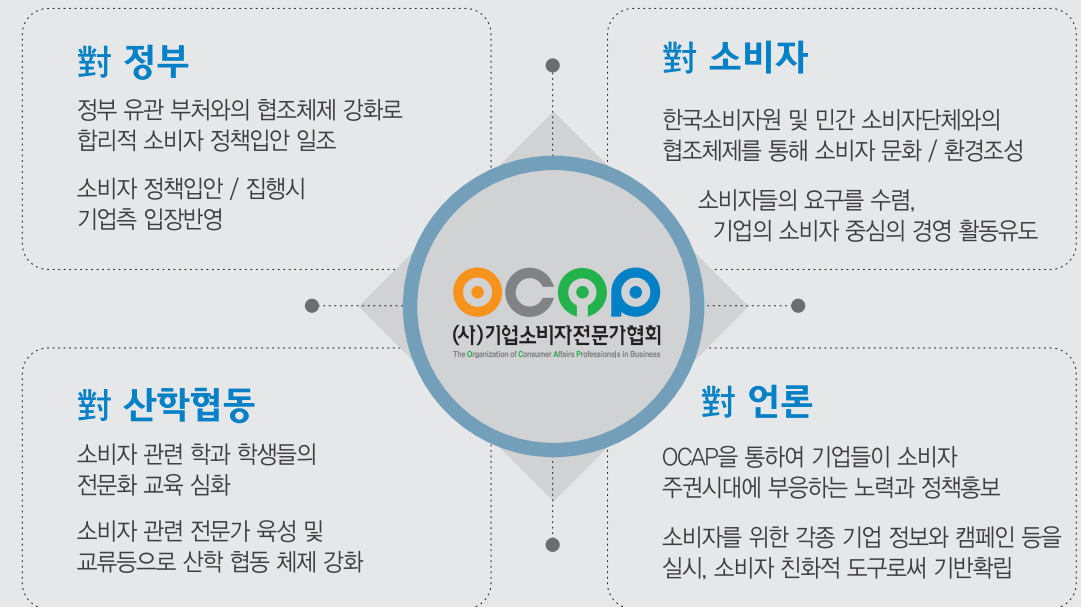 對 정부
정부 유관 부처와의 협조체제 강화로
합리적 소비자 정책입안 일조
소비자 정책입안 / 집행시
기업측 입장반영
對 소비자
한국소비자원 및 민간 소비자단체와의
협조체제를 통해 소비자 문화 / 환경조성
소비자들의 요구를 수렴,
기업의 소비자 중심의 경영 활동유도
ocap
(사)기업소비자전문가협회
The Organization of Consumer Affairs Professionals in Business
對 산학협동
소비자 관련 학과 학생들의
전문화 교육 심화
소비자 관련 전문가 육성 및
교류등으로 산학 협동 체제 강화
對 언론
OCAP을 통하여 기업들이 소비자
주권시대에 부응하는 노력과 정책홍보
소비자를 위한 각종 기업 정보와 캠페인 등을
실시, 소비자 친화적 도구로써 기반확립